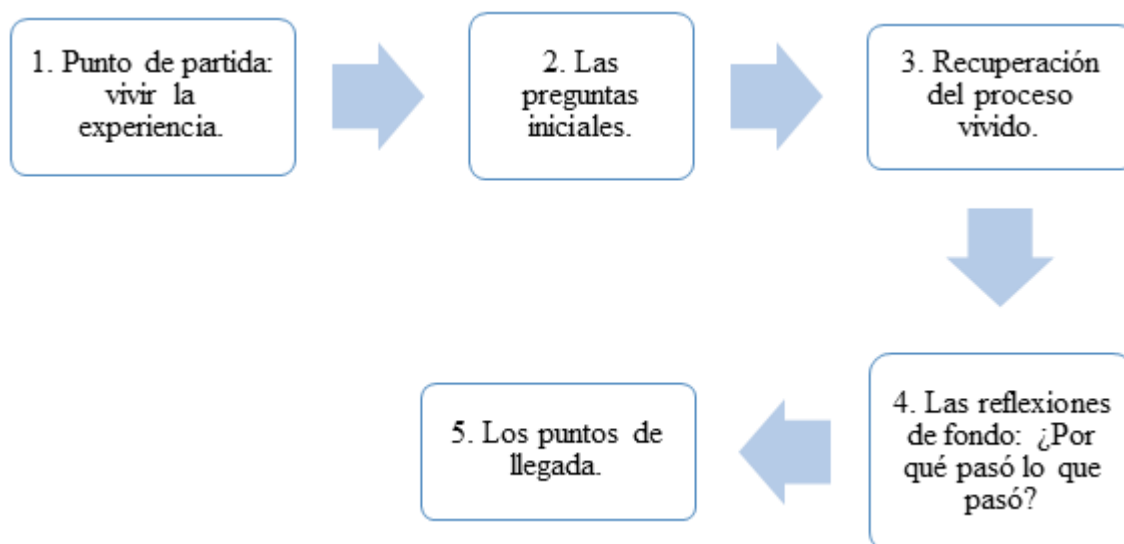 1. Punto de partida:
vivir la
experiencia.
2. Las
preguntas
iniciales.
3. Recuperación
del proceso
vivido.
4. Las reflexiones
de fondo: ¿Por
qué pasó lo que
pasó?
5. Los puntos de
llegada.